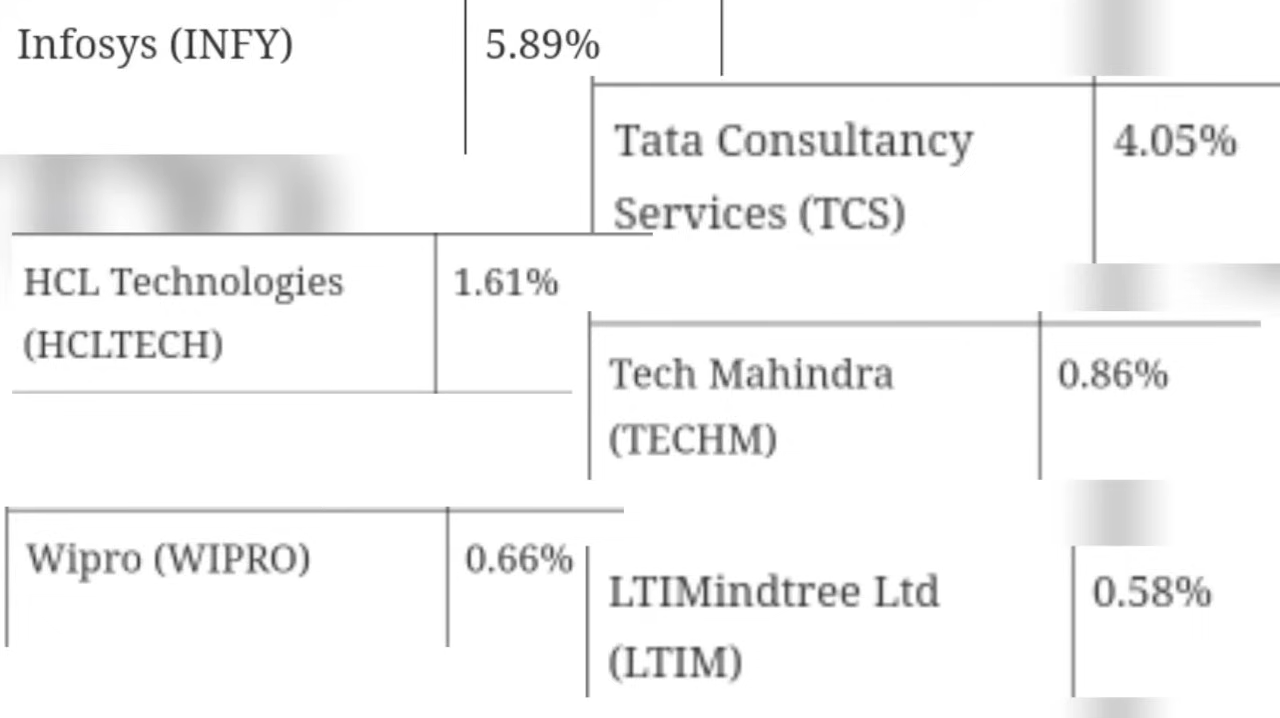 Infosys (INFY) 5.89%
Tata Consultancy 4.05%
Services (TCS)
HCL Technologies 1.61%
(HCLTECH)
Tech Mahindra 0.86%
(TECHM)
Wipro (WIPRO) 0.66%
LTIMindtree Ltd 0.58%
(LTIM)